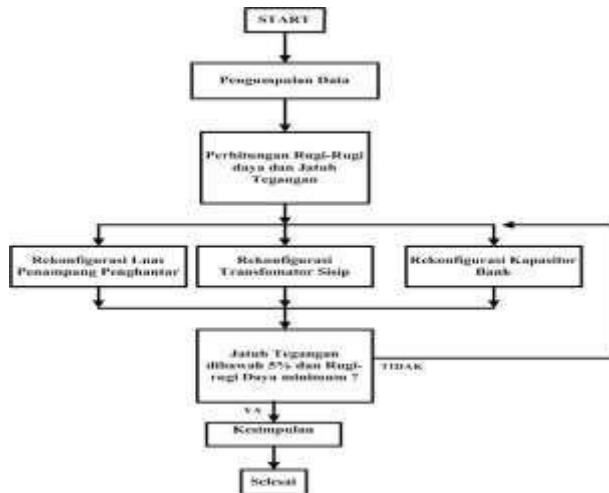 START
Pengumpulan Data
Perhitungan Rugi-Rugi
daya dan Jatuh
Tegangan
Rekonfigurasi Luas
Penampang Penghantar
Rekonfigurasi
Transfomator Sisip
Rekonfigurasi Kapasitor
Bank
Jatuh Tegangan
dibawah 5% dan Rugi-
rugi Daya minimum ?
TIDAK
YA
Kesimpulan
Selesai